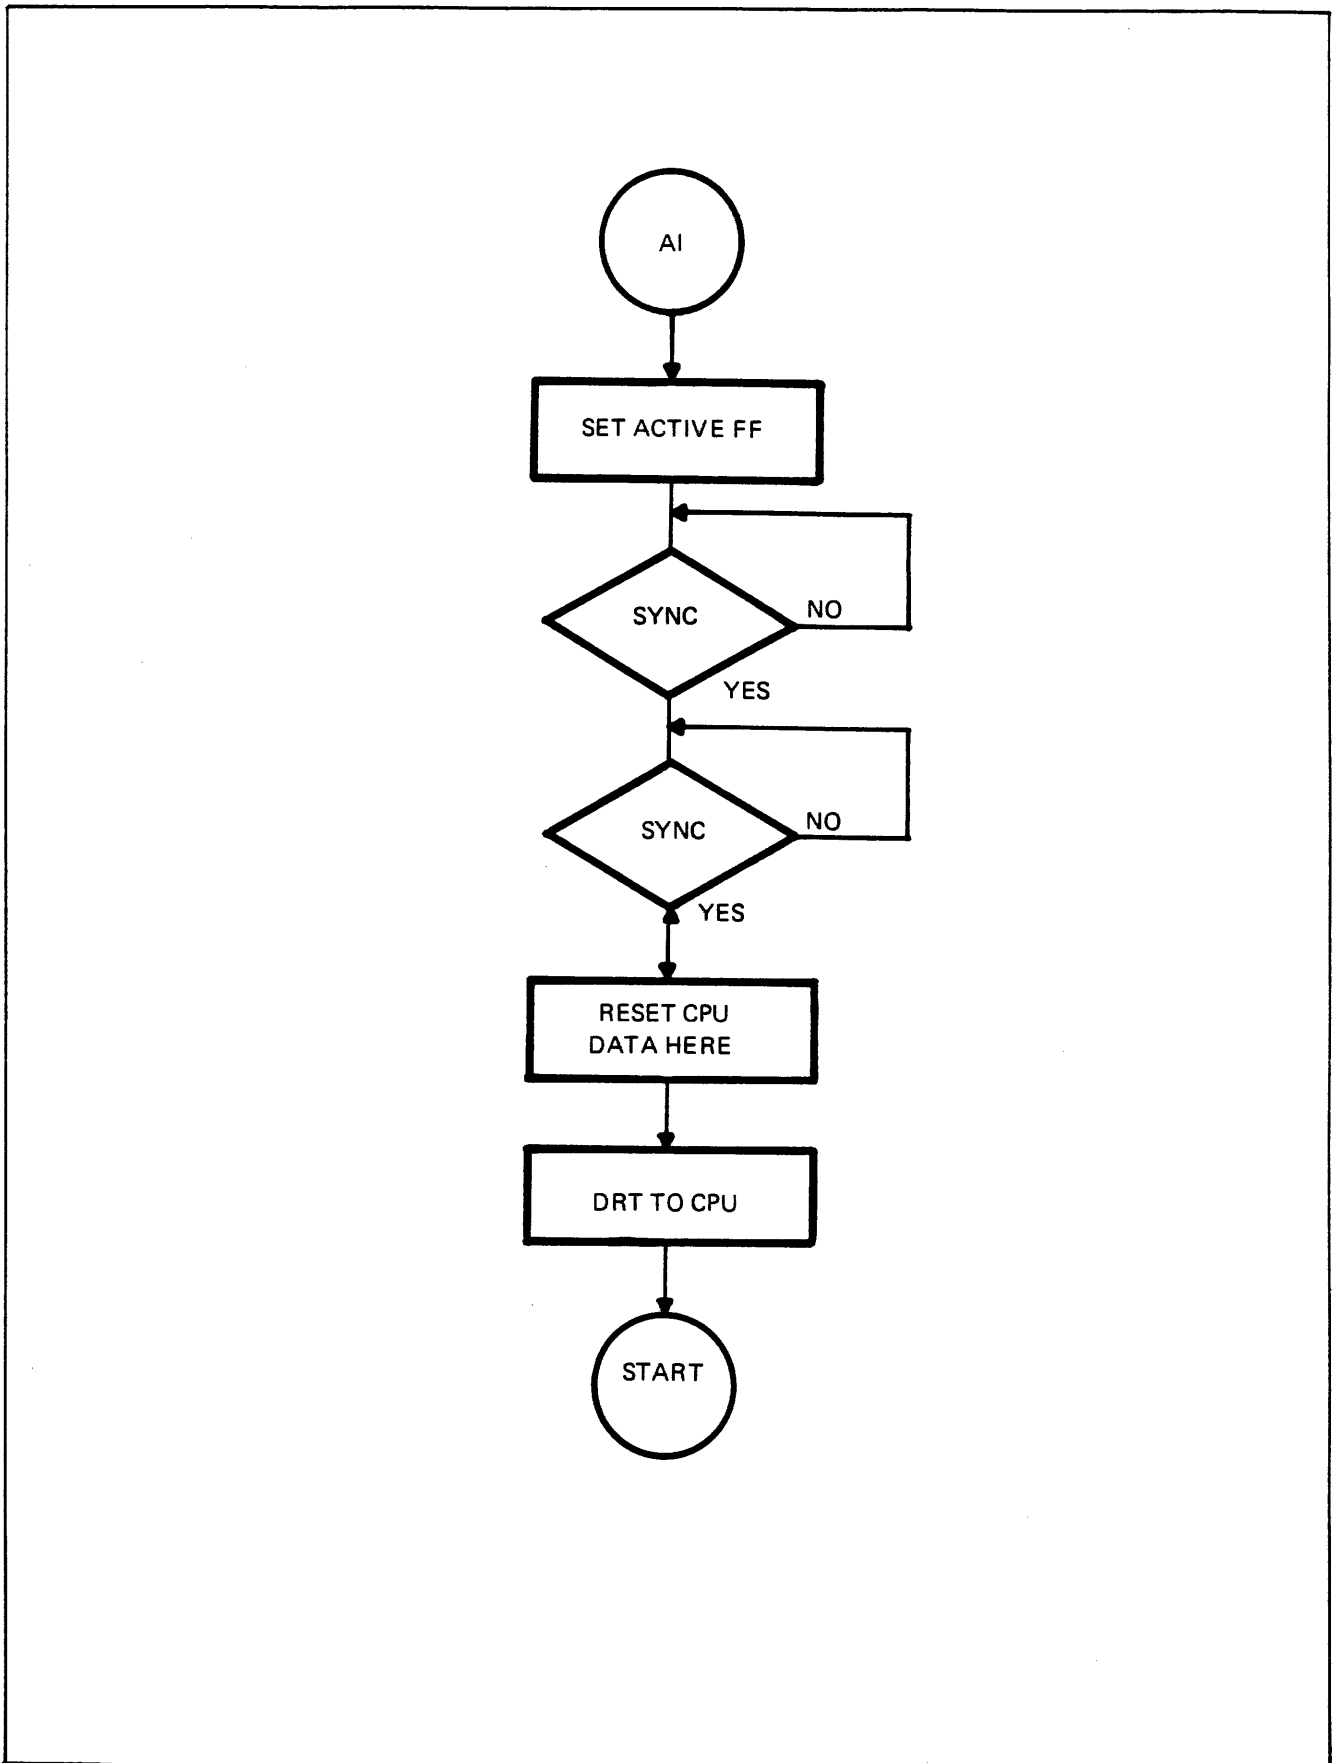 AI
SET ACTIVE FF
SYNC
NO
YES
SYNC
NO
YES
RESET CPU
DATA HERE
DRT TO CPU
START